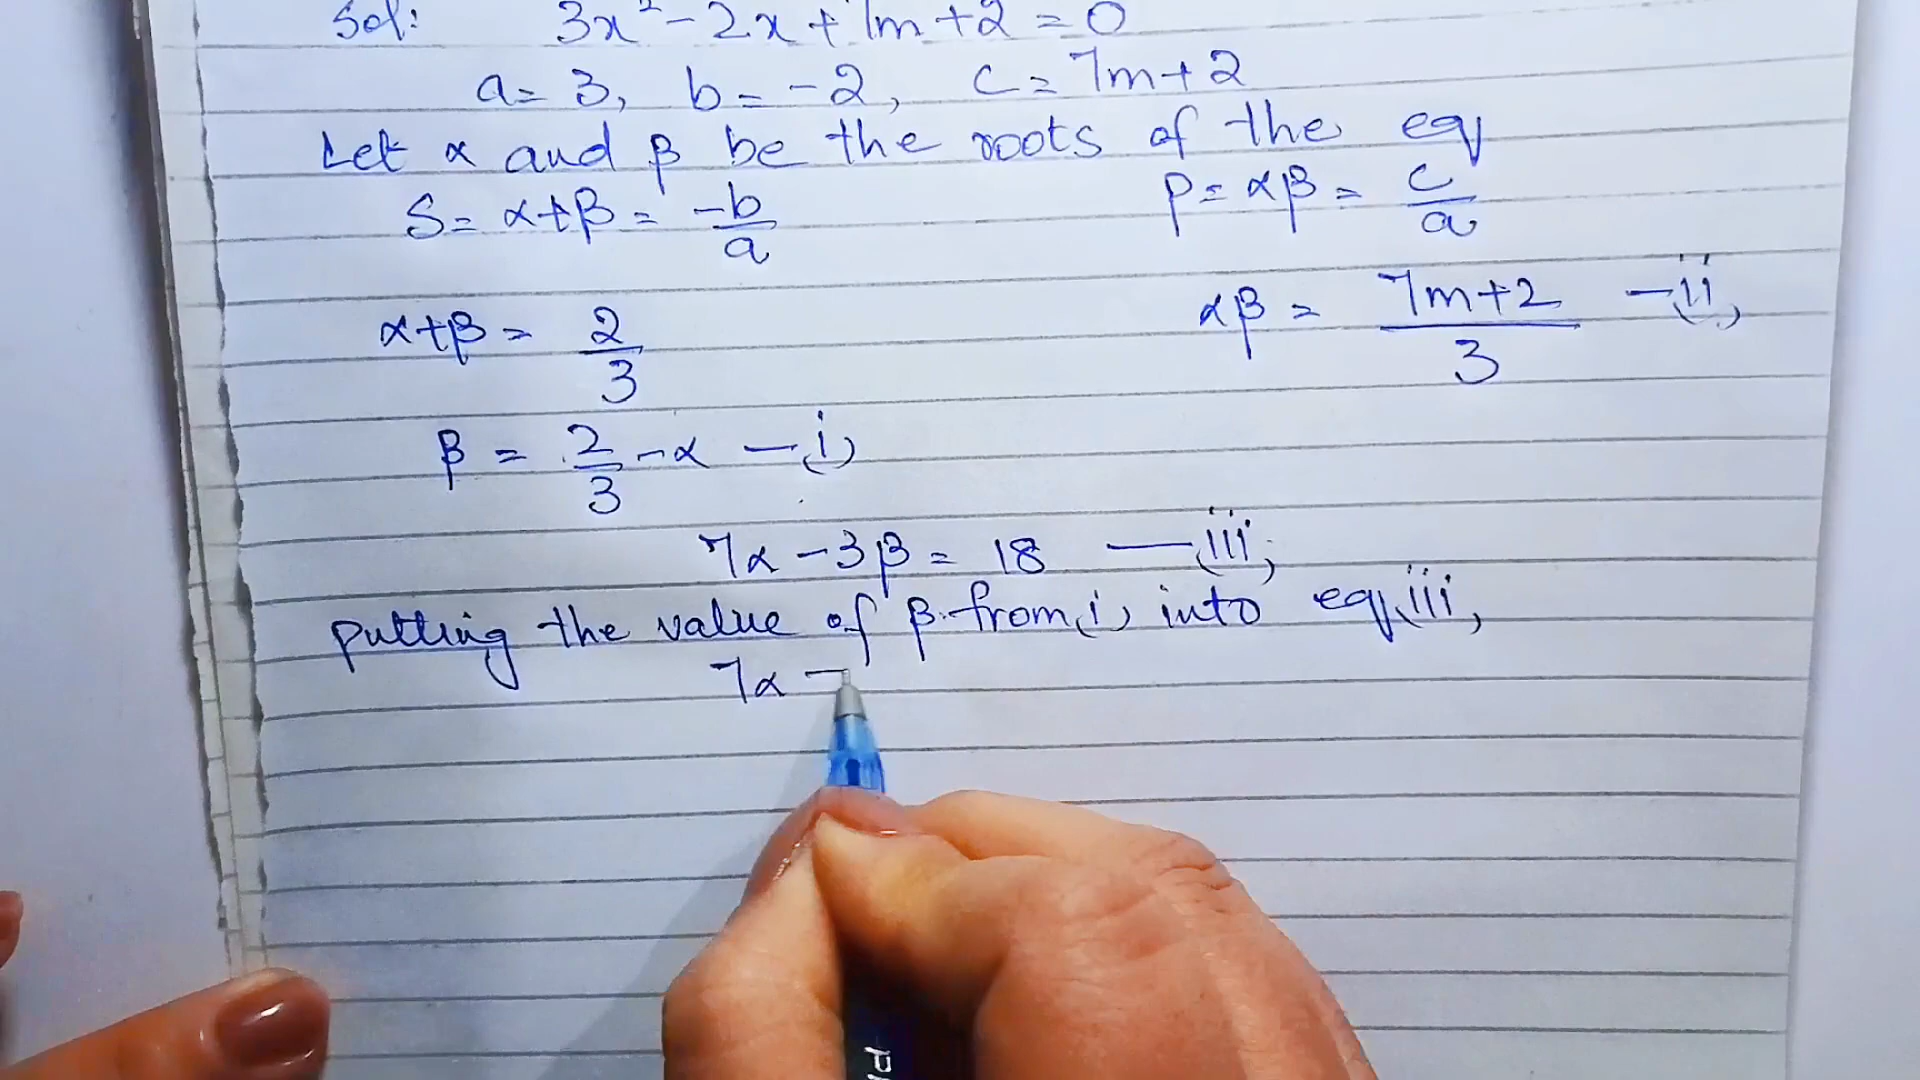 Sol: 3x² - 2x + 7m + 2 = 0
a = 3, b = -2, c = 7m + 2
Let α and β be the roots of the eq
S = α+β = -b/a P = αβ = c/a
α+β = 2/3 αβ = 7m+2/3 — (ii)
β = 2/3 - α — (i)
7α - 3β = 18 — (iii)
putting the value of β from (i) into eq (iii)
7α -